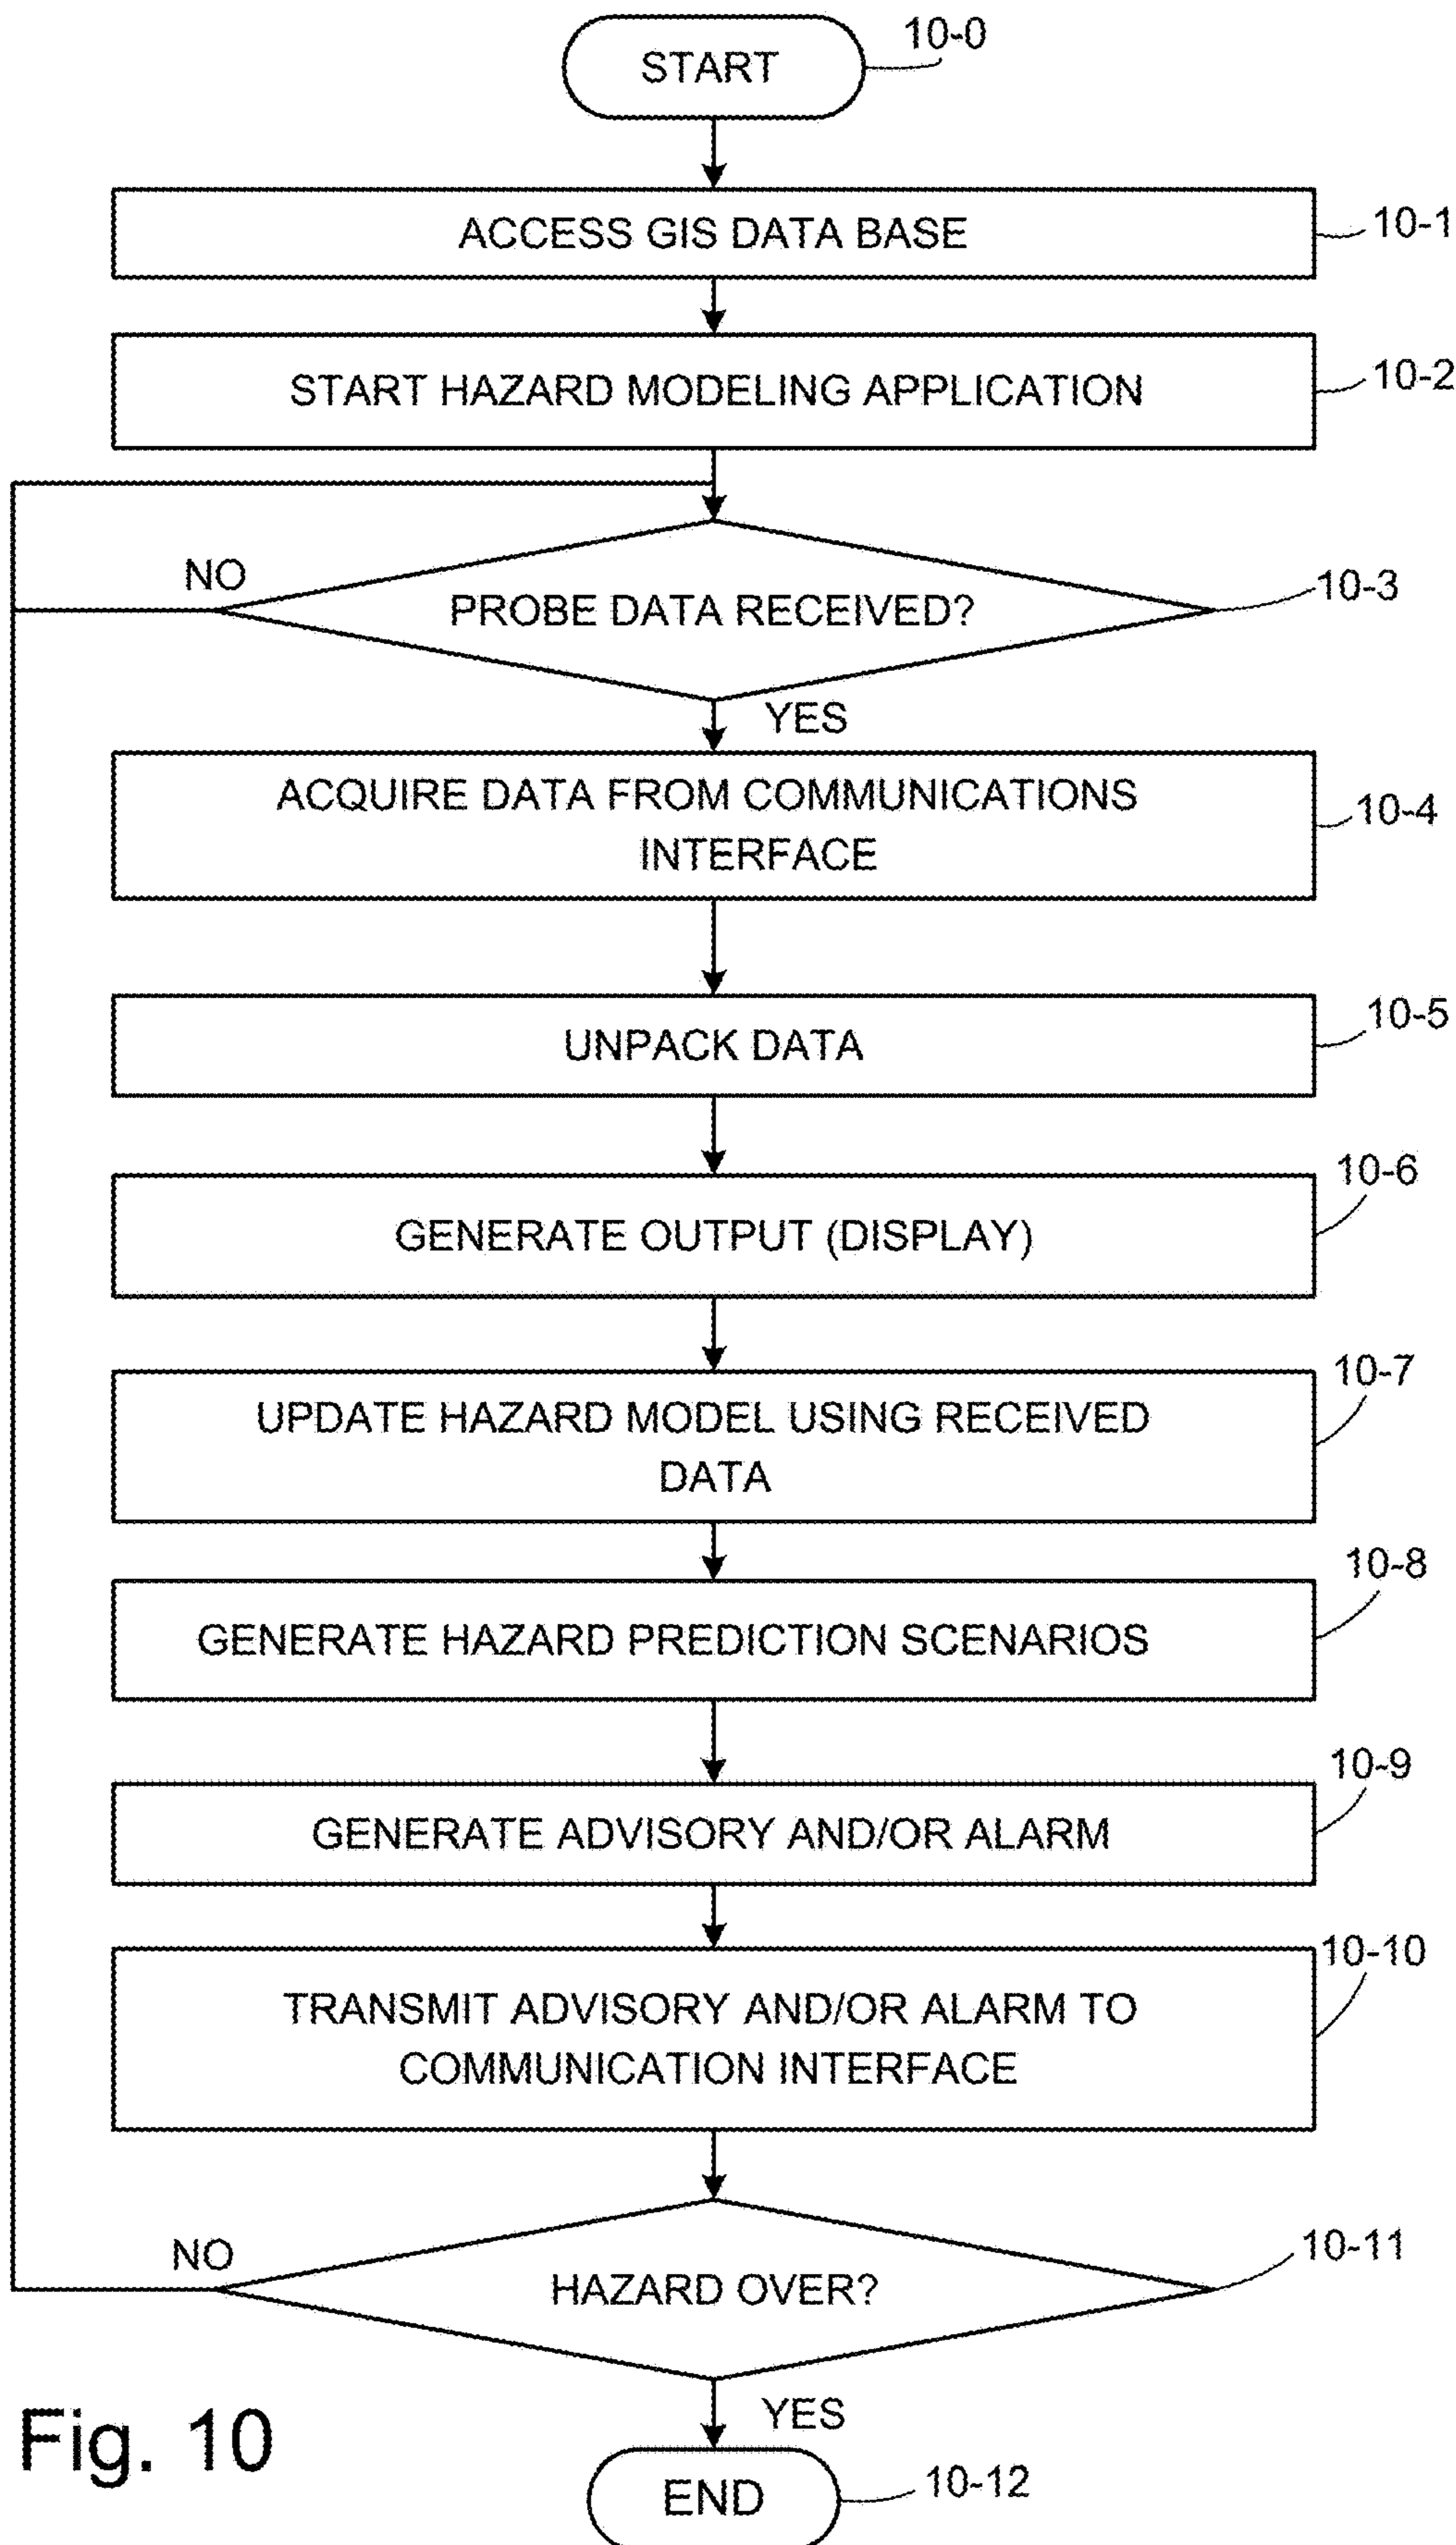 START
10-0
ACCESS GIS DATA BASE
10-1
START HAZARD MODELING APPLICATION
10-2
NO
PROBE DATA RECEIVED?
10-3
YES
ACQUIRE DATA FROM COMMUNICATIONS
INTERFACE
10-4
UNPACK DATA
10-5
GENERATE OUTPUT (DISPLAY)
10-6
UPDATE HAZARD MODEL USING RECEIVED
DATA
10-7
GENERATE HAZARD PREDICTION SCENARIOS
10-8
GENERATE ADVISORY AND/OR ALARM
10-9
TRANSMIT ADVISORY AND/OR ALARM TO
COMMUNICATION INTERFACE
10-10
NO
HAZARD OVER?
10-11
YES
END
10-12
Fig. 10